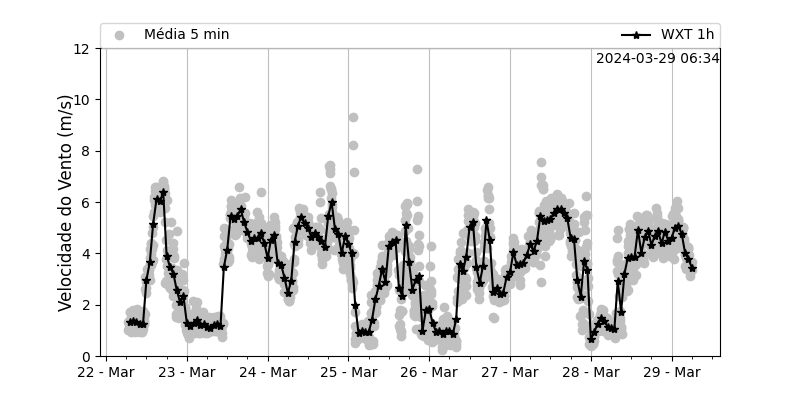 Média 5 min
WXT 1h
2024-03-29 06:34
Velocidade do Vento (m/s)
12
10
8
6
4
2
0
22 - Mar 23 - Mar 24 - Mar 25 - Mar 26 - Mar 27 - Mar 28 - Mar 29 - Mar